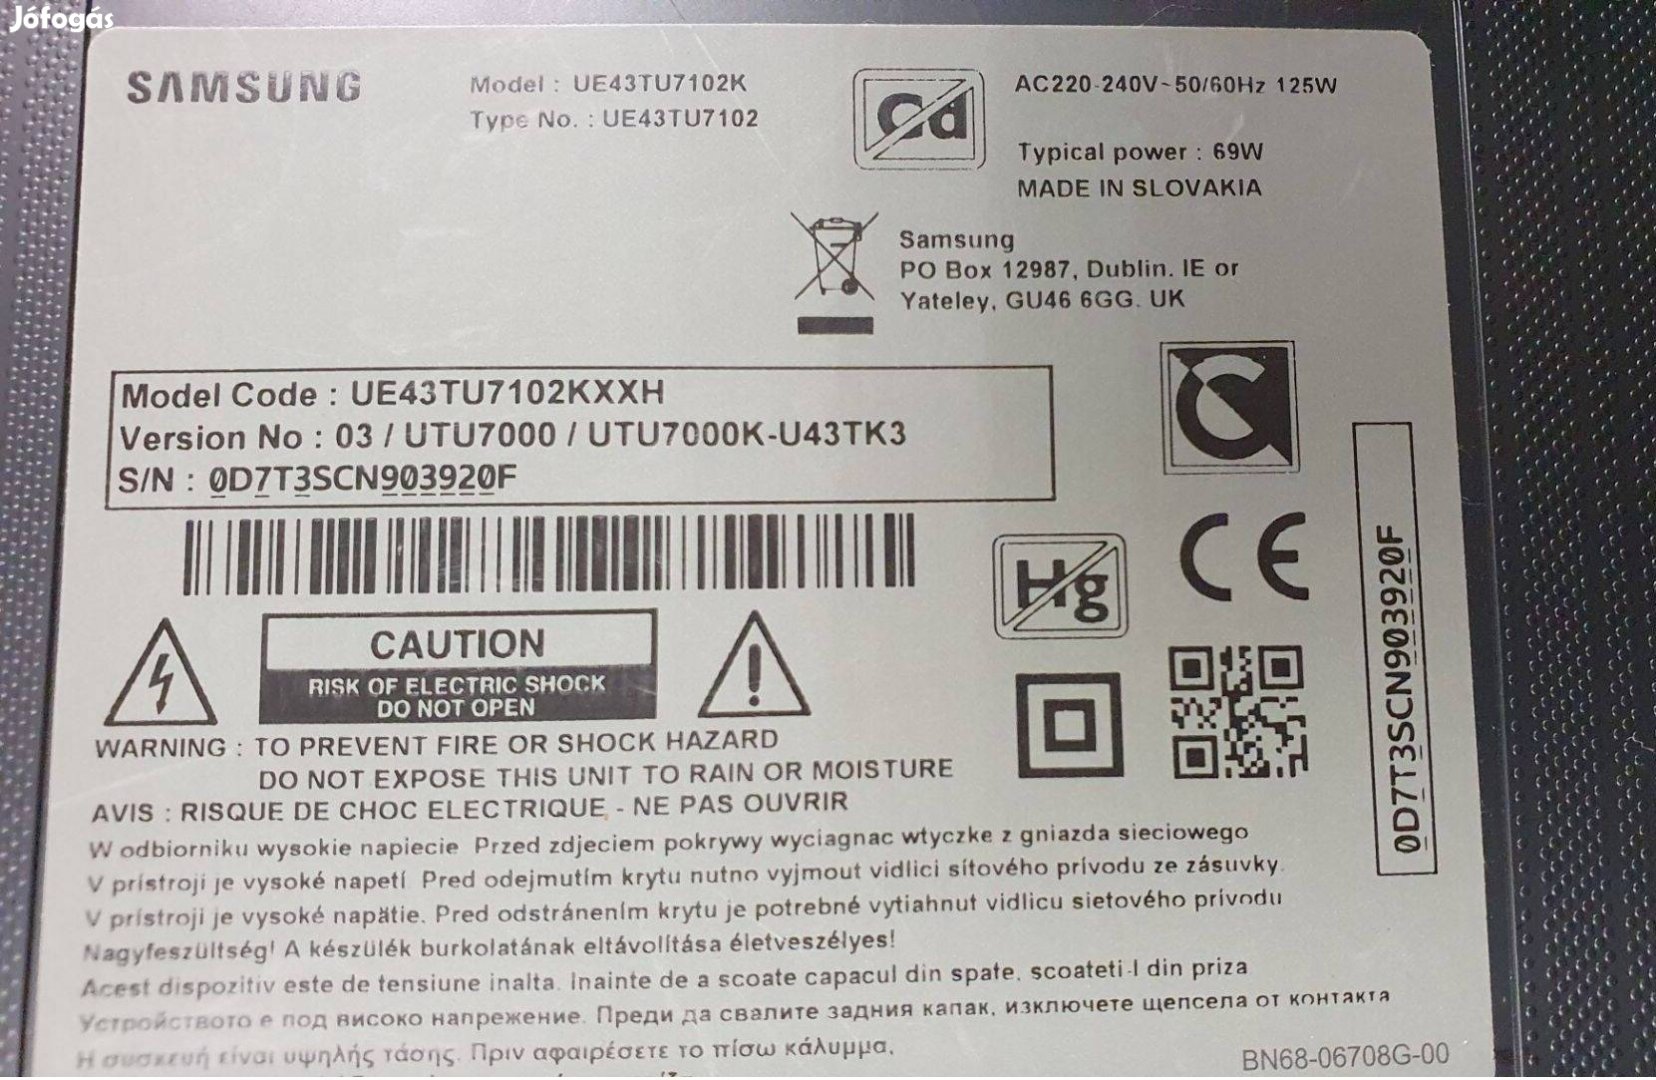 Jófogás
SAMSUNG
Model : UE43TU7102K
Type No. : UE43TU7102
Cd
AC220-240V~50/60Hz 125W
Typical power : 69W
MADE IN SLOVAKIA
Samsung
PO Box 12987, Dublin. IE or
Yateley, GU46 6GG. UK
Model Code : UE43TU7102KXXH
Version No : 03 / UTU7000 / UTU7000K-U43TK3
S/N : 0D7T3SCN903920F
Hg
CE
0D7T3SCN903920F
CAUTION
RISK OF ELECTRIC SHOCK
DO NOT OPEN
WARNING : TO PREVENT FIRE OR SHOCK HAZARD
DO NOT EXPOSE THIS UNIT TO RAIN OR MOISTURE
AVIS : RISQUE DE CHOC ELECTRIQUE - NE PAS OUVRIR
W odbiorniku wysokie napiecie Przed zdjeciem pokrywy wyciagnac wtyczke z gniazda sieciowego
V prístroji je vysoké napetí Pred odejmutím krytu nutno vyjmout vidlici sítového prívodu ze zásuvky
V prístroji je vysoké napätie. Pred odstránením krytu je potrebné vytiahnut vidlicu sietového prívodu
Nagyfeszültség! A készülék burkolatának eltávolítása életveszélyes!
Acest dispozitiv este de tensiune inalta. Inainte de a scoate capacul din spate, scoateti-l din priza
Устройството е под високо напрежение. Преди да свалите задния капак, изключете щепсела от контакта
Η συσκευή είναι υψηλής τάσης. Πριν αφαιρέσετε το πίσω κάλυμμα,
BN68-06708G-00